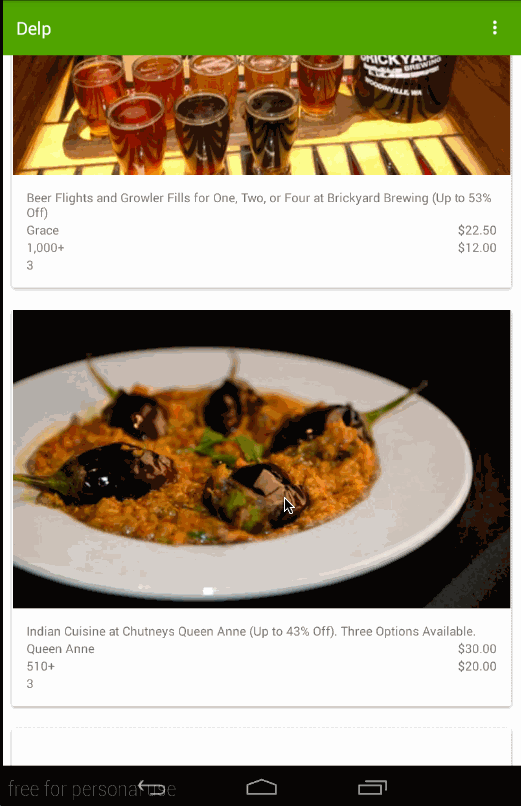 Delp
BRICKYARD
BREWING
WOODINVILLE, WA
Beer Flights and Growler Fills for One, Two, or Four at Brickyard Brewing (Up to 53%
Off)
Grace $22.50
1,000+ $12.00
3
Indian Cuisine at Chutneys Queen Anne (Up to 43% Off). Three Options Available.
Queen Anne $30.00
510+ $20.00
3
free for personal use